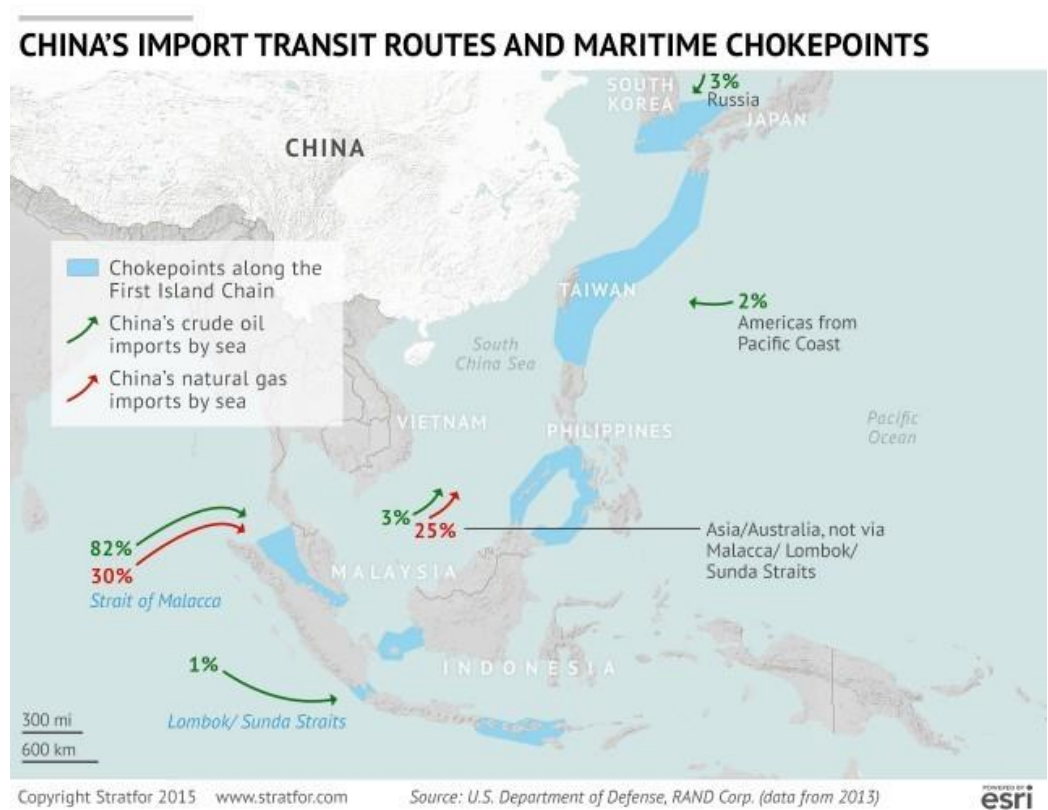 CHINA'S IMPORT TRANSIT ROUTES AND MARITIME CHOKEPOINTS
SOUTH
KOREA
3%
Russia
JAPAN
CHINA
Chokepoints along the
First Island Chain
China's crude oil
imports by sea
China's natural gas
imports by sea
TAIWAN
2%
Americas from
Pacific Coast
South
China Sea
VIETNAM
PHILIPPINES
Pacific
Ocean
3%
25%
Asia/Australia, not via
Malacca/ Lombok/
Sunda Straits
82%
30%
Strait of Malacca
MALAYSIA
1%
INDONESIA
Lombok/ Sunda Straits
300 mi
600 km
Copyright Stratfor 2015 www.stratfor.com Source: U.S. Department of Defense, RAND Corp. (data from 2013)
POWERED BY
esri